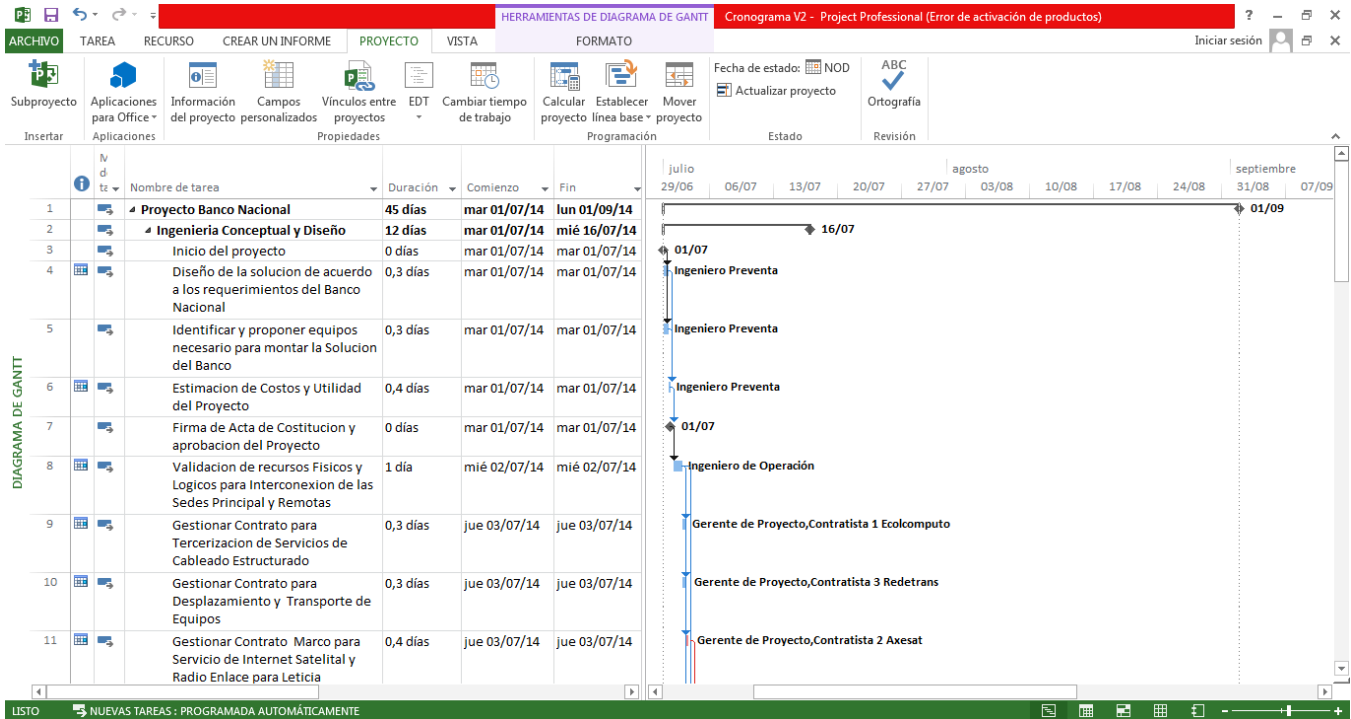 HERRAMIENTAS DE DIAGRAMA DE GANTT
Cronograma V2 - Project Professional (Error de activación de productos)
ARCHIVO TAREA RECURSO CREAR UN INFORME PROYECTO VISTA FORMATO Iniciar sesión
Subproyecto
Aplicaciones para Office
Información del proyecto
Campos personalizados
Vínculos entre proyectos
EDT
Cambiar tiempo de trabajo
Calcular proyecto
Establecer línea base
Mover proyecto
Fecha de estado: NOD
Actualizar proyecto
ABC
Ortografía
Insertar Aplicaciones Propiedades Programación Estado Revisión
Nombre de tarea Duración Comienzo Fin
julio agosto septiembre
29/06 06/07 13/07 20/07 27/07 03/08 10/08 17/08 24/08 31/08 07/09
1 Proyecto Banco Nacional 45 días mar 01/07/14 lun 01/09/14 01/09
2 Ingenieria Conceptual y Diseño 12 días mar 01/07/14 mié 16/07/14 16/07
3 Inicio del proyecto 0 días mar 01/07/14 mar 01/07/14 01/07
4 Diseño de la solucion de acuerdo 0,3 días mar 01/07/14 mar 01/07/14 Ingeniero Preventa
a los requerimientos del Banco
Nacional
5 Identificar y proponer equipos 0,3 días mar 01/07/14 mar 01/07/14 Ingeniero Preventa
necesario para montar la Solucion
del Banco
6 Estimacion de Costos y Utilidad 0,4 días mar 01/07/14 mar 01/07/14 Ingeniero Preventa
del Proyecto
7 Firma de Acta de Costitucion y 0 días mar 01/07/14 mar 01/07/14 01/07
aprobacion del Proyecto
8 Validacion de recursos Fisicos y 1 día mié 02/07/14 mié 02/07/14 Ingeniero de Operación
Logicos para Interconexion de las
Sedes Principal y Remotas
9 Gestionar Contrato para 0,3 días jue 03/07/14 jue 03/07/14 Gerente de Proyecto,Contratista 1 Ecolcomputo
Tercerizacion de Servicios de
Cableado Estructurado
10 Gestionar Contrato para 0,3 días jue 03/07/14 jue 03/07/14 Gerente de Proyecto,Contratista 3 Redetrans
Desplazamiento y Transporte de
Equipos
11 Gestionar Contrato Marco para 0,4 días jue 03/07/14 jue 03/07/14 Gerente de Proyecto,Contratista 2 Axesat
Servicio de Internet Satelital y
Radio Enlace para Leticia
DIAGRAMA DE GANTT
LISTO NUEVAS TAREAS : PROGRAMADA AUTOMÁTICAMENTE